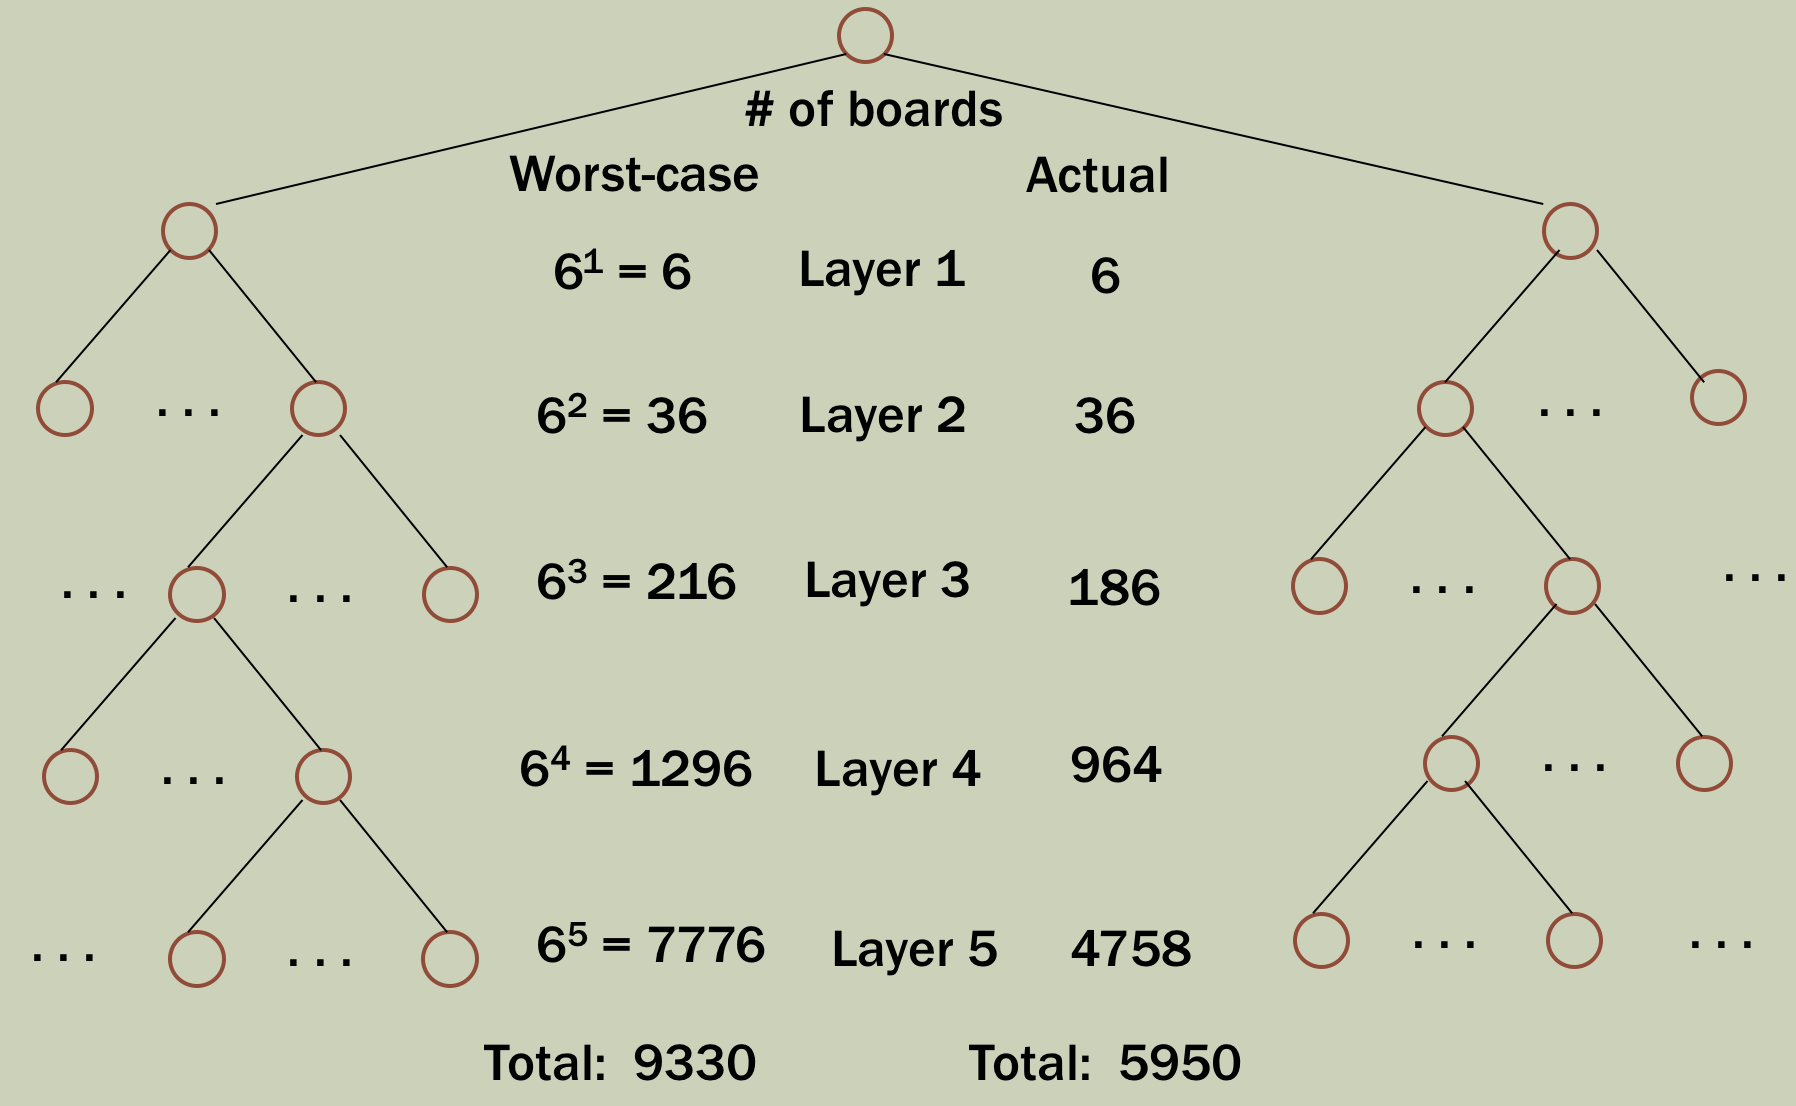 # of boards
Worst-case Actual
6¹ = 6 Layer 1 6
6² = 36 Layer 2 36
. . . . . .
6³ = 216 Layer 3 186
. . . . . . . . . . . .
6⁴ = 1296 Layer 4 964
. . . . . .
6⁵ = 7776 Layer 5 4758
. . . . . . . . . . . .
Total: 9330 Total: 5950